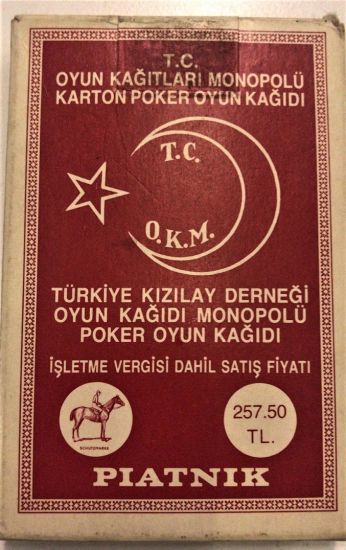 T.C.
OYUN KAĞITLARI MONOPOLÜ
KARTON POKER OYUN KAĞIDI
T.C.
O.K.M.
TÜRKİYE KIZILAY DERNEĞİ
OYUN KAĞIDI MONOPOLÜ
POKER OYUN KAĞIDI
İŞLETME VERGİSİ DAHİL SATIŞ FİYATI
SCHUTZMARKE
257.50
TL.
PIATNIK